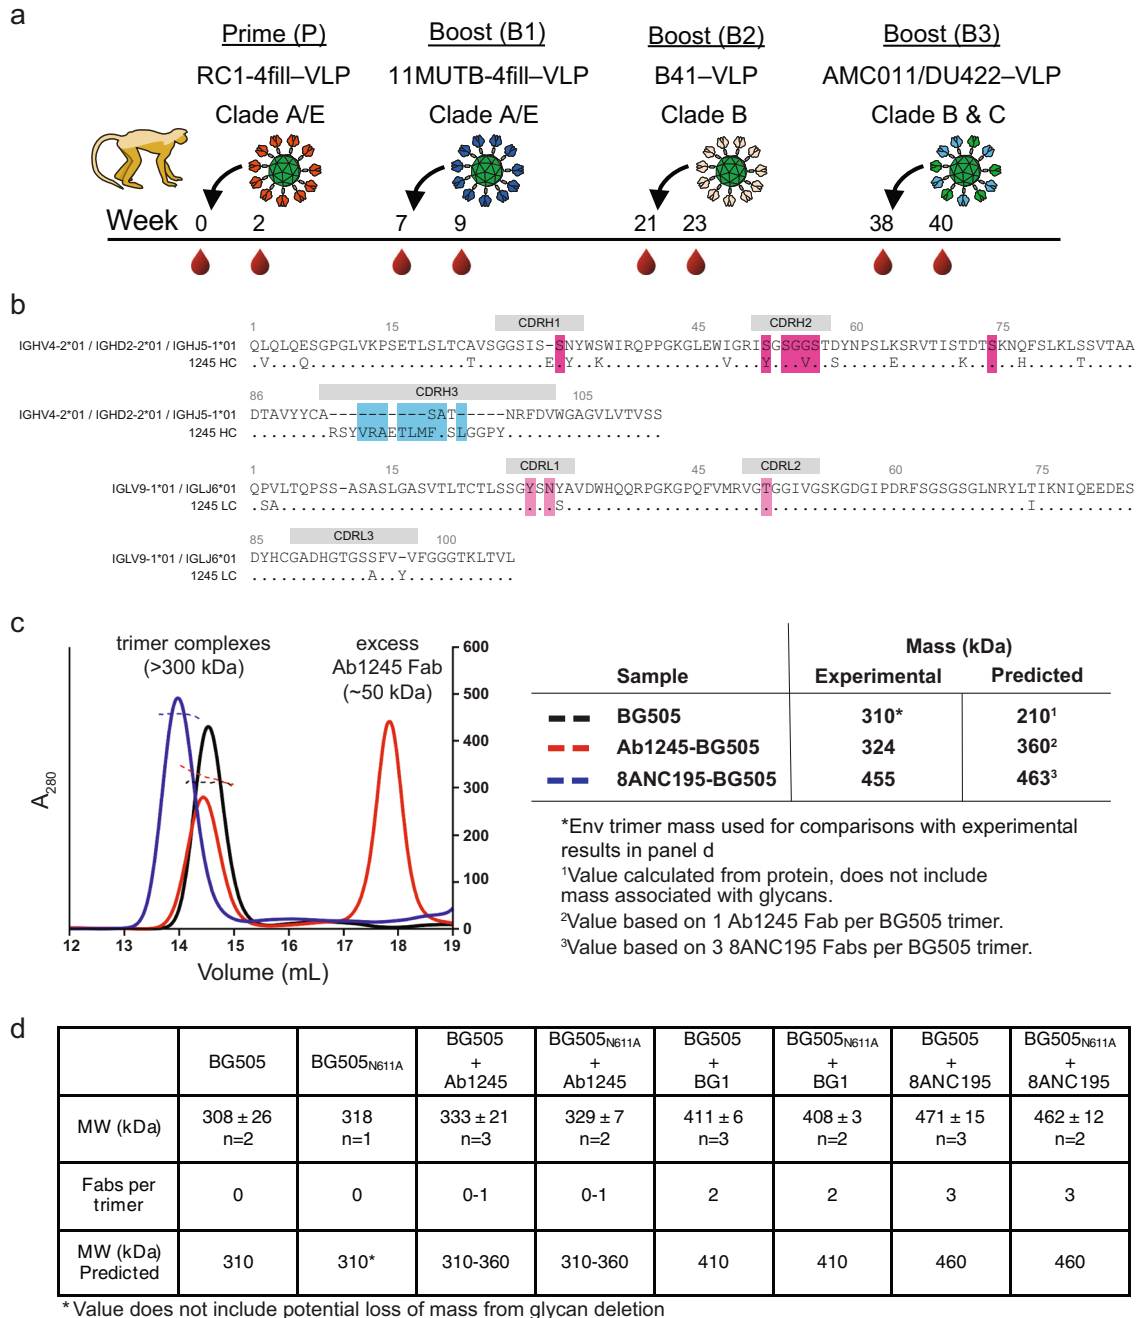 a
Prime (P)
RC1-4fill–VLP
Clade A/E
Boost (B1)
11MUTB-4fill–VLP
Clade A/E
Boost (B2)
B41–VLP
Clade B
Boost (B3)
AMC011/DU422–VLP
Clade B & C
Week 0 2 7 9 21 23 38 40
b
CDRH1 CDRH2
1 15 45 60 75
IGHV4-2*01 / IGHD2-2*01 / IGHJ5-1*01 QLQLQESGPGLVKPSETLSLTCAVSGGSIS-SNYWSWIRQPPGKGLEWIGRISGSGGSTDYNPSLKSRVTISTDTSKNQFSLKLSSVTAA
1245 HC .V...Q................T.......E.Y..K.............V...Y...V..S.....E......K.....H.....T.....
CDRH3
86 105
IGHV4-2*01 / IGHD2-2*01 / IGHJ5-1*01 DTAVYYCA----------SAT-----NRFDVWGAGVLVTVSS
1245 HC ........RSYVRAETLMF.SLGGPY................
CDRL1 CDRL2
1 15 45 60 75
IGLV9-1*01 / IGLJ6*01 QPVLTQPSS-ASASLGASVTLTCTLSSGYSNYAVDWHQQRPGKGPQFVMRVGTGGIVGSKGDGIPDRFSGSGSGLNRYLTIKNIQEEDES
1245 LC .SA............................S...............................................I..........
CDRL3
85 100
IGLV9-1*01 / IGLJ6*01 DYHCGADHGTGSSFV-VFGGGTKLTVL
1245 LC ............A..Y...........
c
trimer complexes
(>300 kDa)
excess
Ab1245 Fab
(~50 kDa)
600
500
400
300
200
100
0
A280
12 13 14 15 16 17 18 19
Volume (mL)
Mass (kDa)
Sample Experimental Predicted
BG505 310* 210¹
Ab1245-BG505 324 360²
8ANC195-BG505 455 463³
*Env trimer mass used for comparisons with experimental
results in panel d
¹Value calculated from protein, does not include
mass associated with glycans.
²Value based on 1 Ab1245 Fab per BG505 trimer.
³Value based on 3 8ANC195 Fabs per BG505 trimer.
d
BG505 BG505N611A BG505 + Ab1245 BG505N611A + Ab1245 BG505 + BG1 BG505N611A + BG1 BG505 + 8ANC195 BG505N611A + 8ANC195
MW (kDa) 308 ± 26 n=2 318 n=1 333 ± 21 n=3 329 ± 7 n=2 411 ± 6 n=3 408 ± 3 n=2 471 ± 15 n=3 462 ± 12 n=2
Fabs per trimer 0 0 0-1 0-1 2 2 3 3
MW (kDa) Predicted 310 310* 310-360 310-360 410 410 460 460
* Value does not include potential loss of mass from glycan deletion